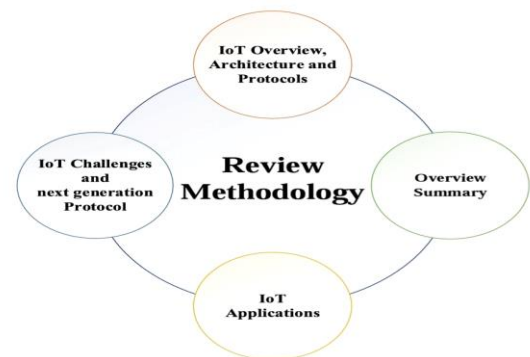 IoT Overview,
Architecture and
Protocols
IoT Challenges
and
next generation
Protocol
Review
Methodology
Overview
Summary
IoT
Applications